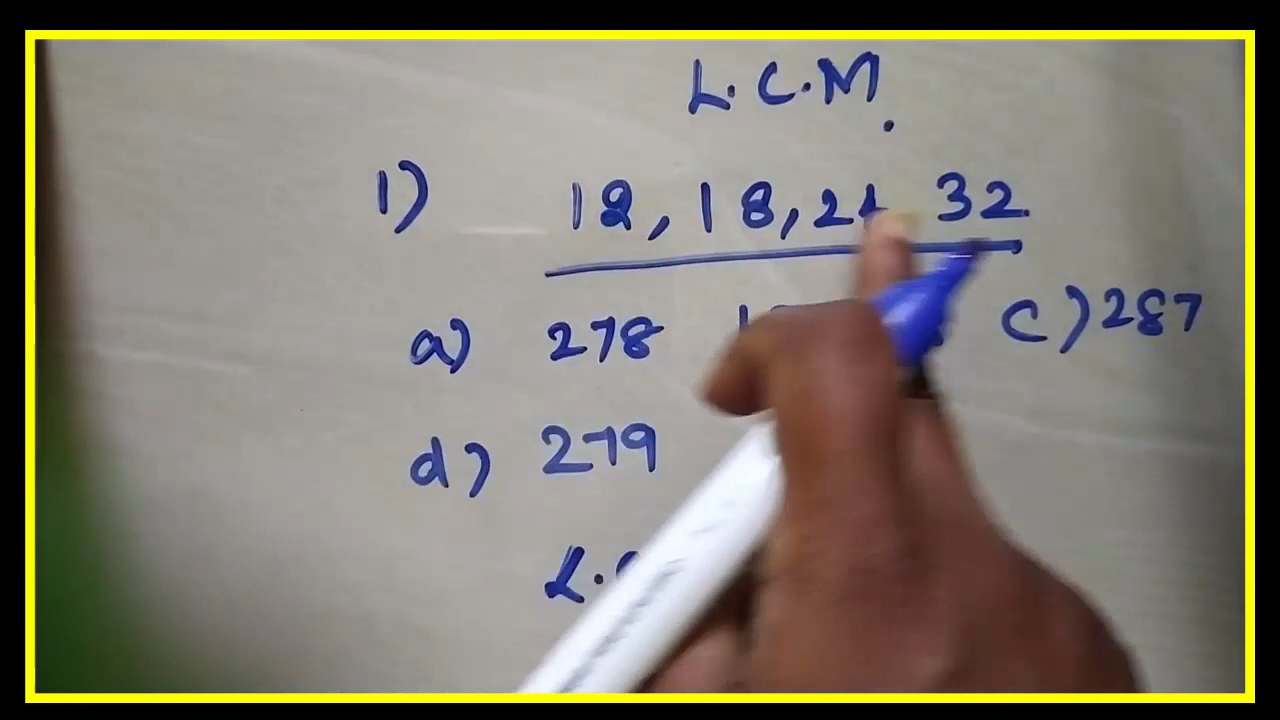 L.C.M.
1) 12, 18, 24 32
a) 278 C) 287
d) 279
L.